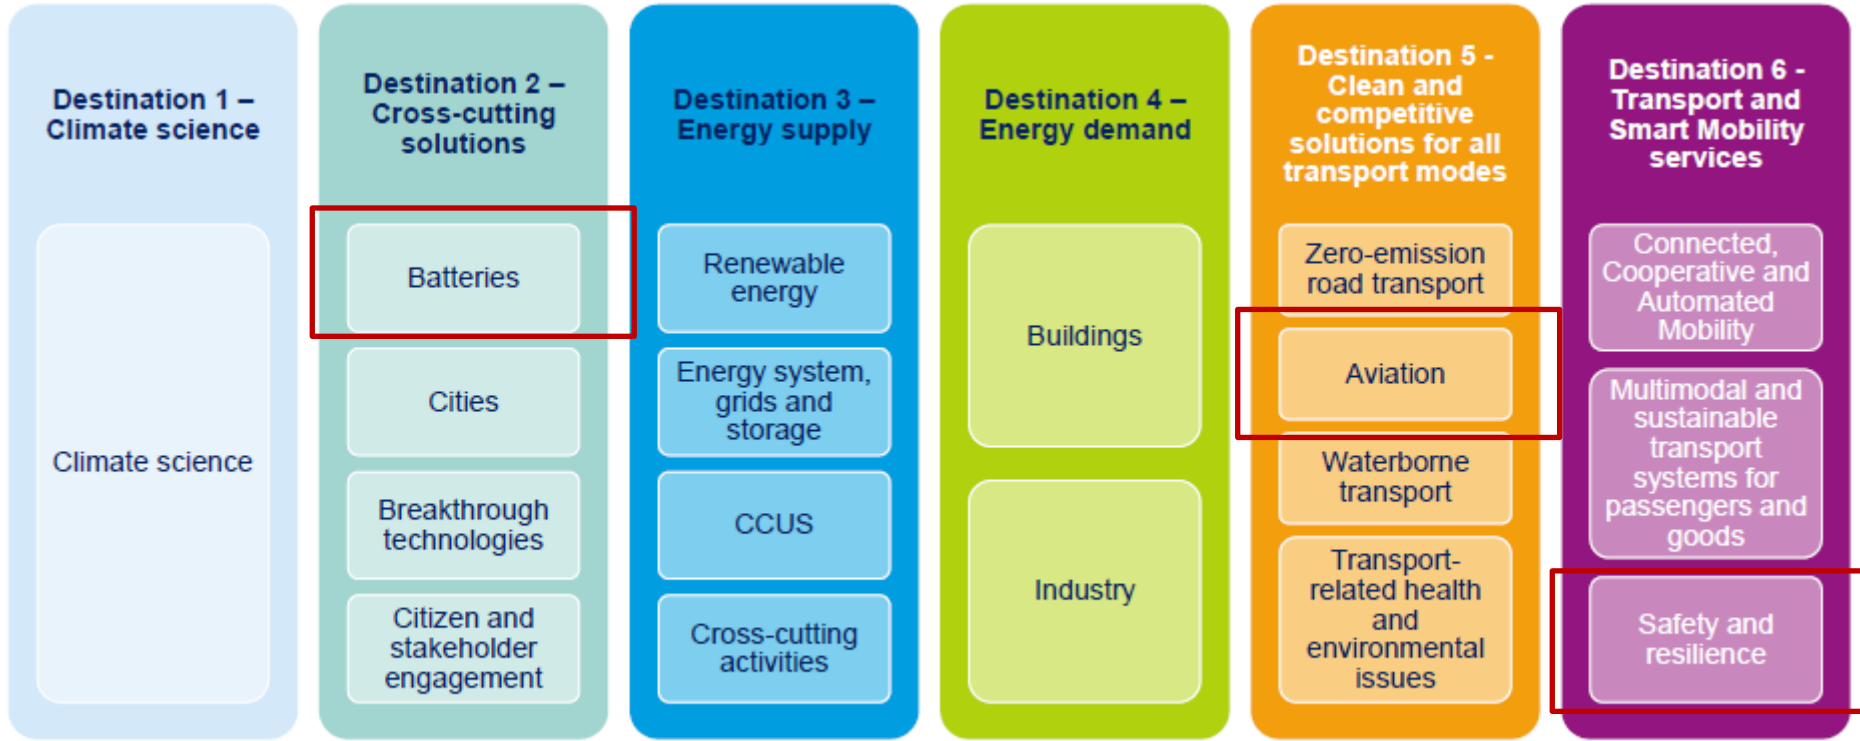 Destination 1 –
Climate science
Climate science
Destination 2 –
Cross-cutting
solutions
Batteries
Cities
Breakthrough
technologies
Citizen and
stakeholder
engagement
Destination 3 –
Energy supply
Renewable
energy
Energy system,
grids and
storage
CCUS
Cross-cutting
activities
Destination 4 –
Energy demand
Buildings
Industry
Destination 5 -
Clean and
competitive
solutions for all
transport modes
Zero-emission
road transport
Aviation
Waterborne
transport
Transport-
related health
and
environmental
issues
Destination 6 -
Transport and
Smart Mobility
services
Connected,
Cooperative and
Automated
Mobility
Multimodal and
sustainable
transport
systems for
passengers and
goods
Safety and
resilience